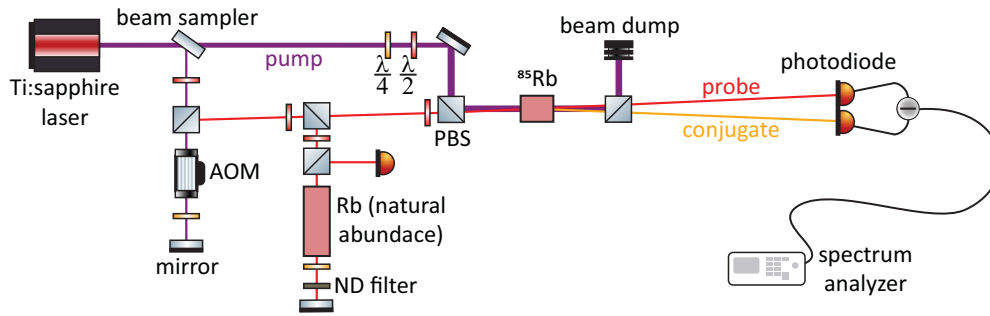 beam sampler
Ti:sapphire
laser
pump
λ
4
λ
2
beam dump
⁸⁵Rb
photodiode
probe
conjugate
PBS
AOM
mirror
Rb (natural
abundace)
ND filter
spectrum
analyzer